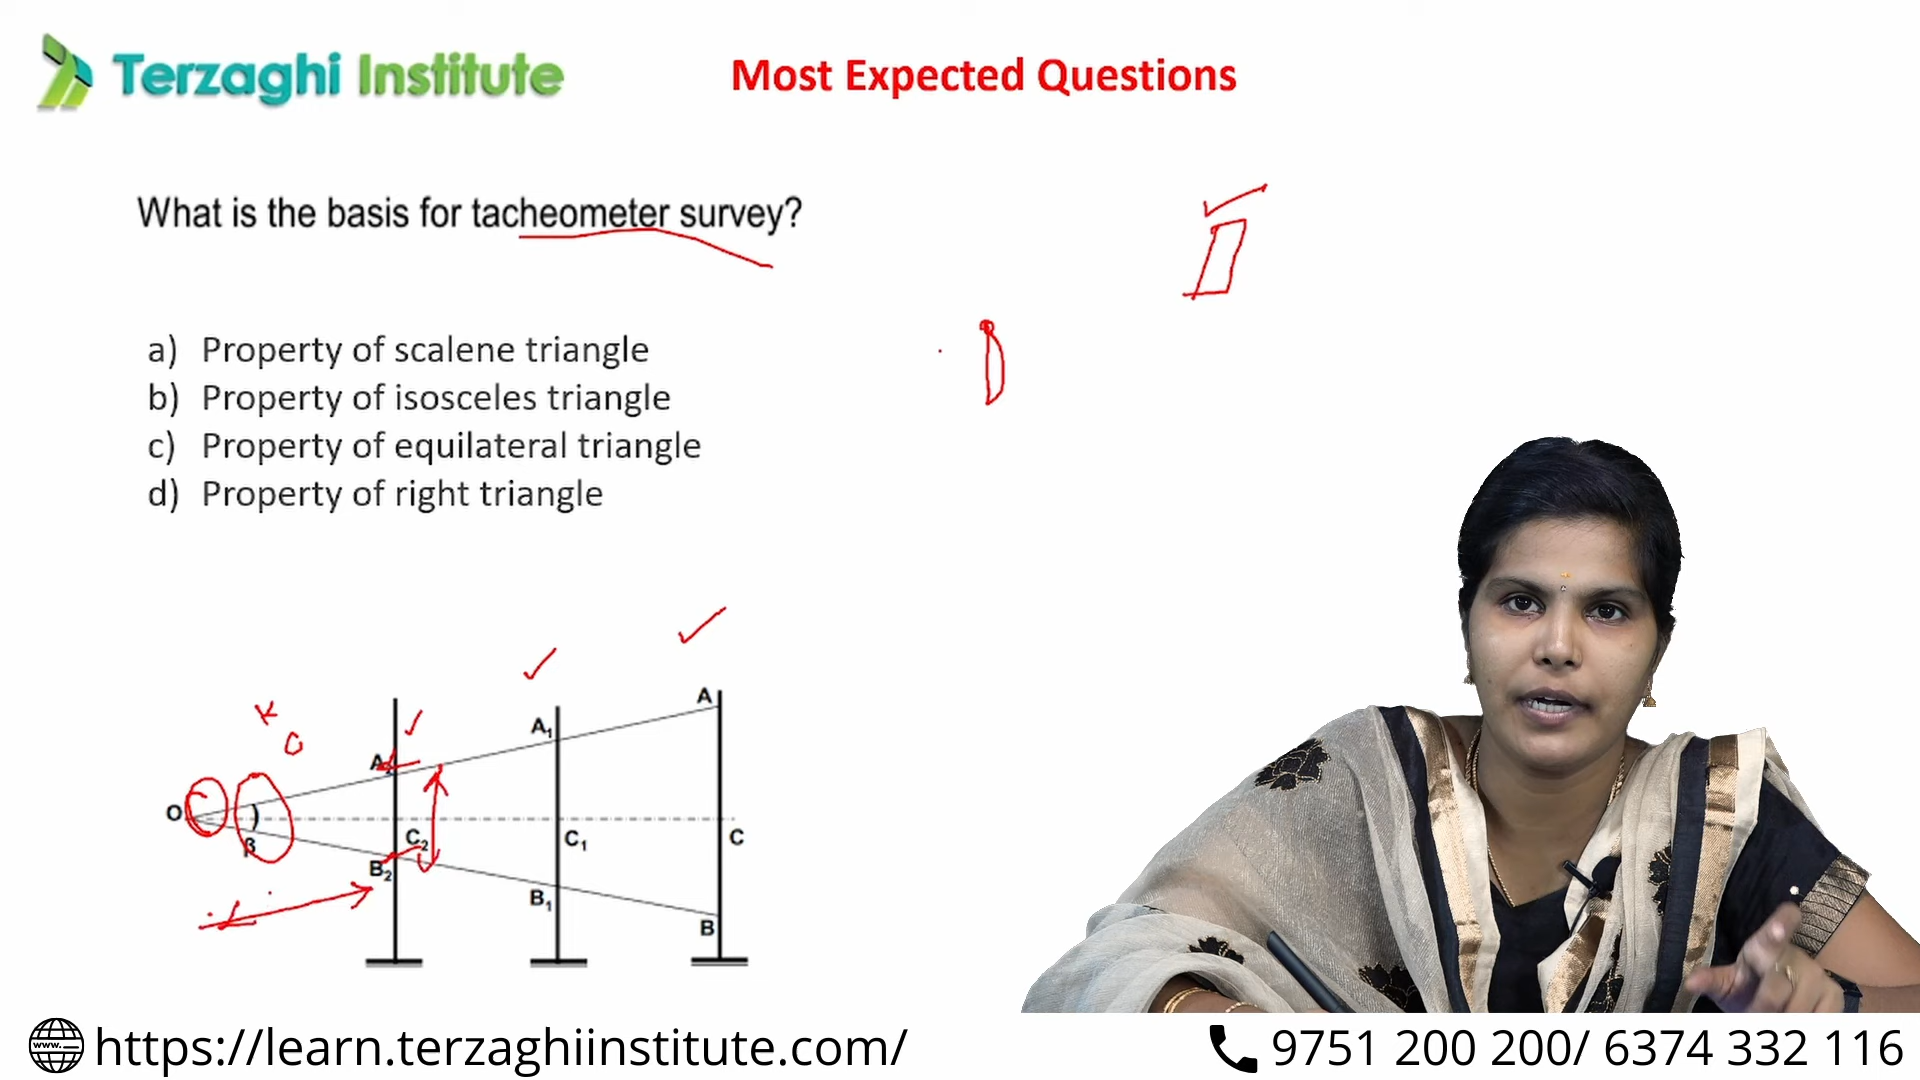 Terzaghi Institute
Most Expected Questions
What is the basis for tacheometer survey?
a) Property of scalene triangle
b) Property of isosceles triangle
c) Property of equilateral triangle
d) Property of right triangle
K
O
A
A₁
A₂
O
β
C₂
C₁
C
B₂
B₁
B
www.
https://learn.terzaghiinstitute.com/
9751 200 200/ 6374 332 116